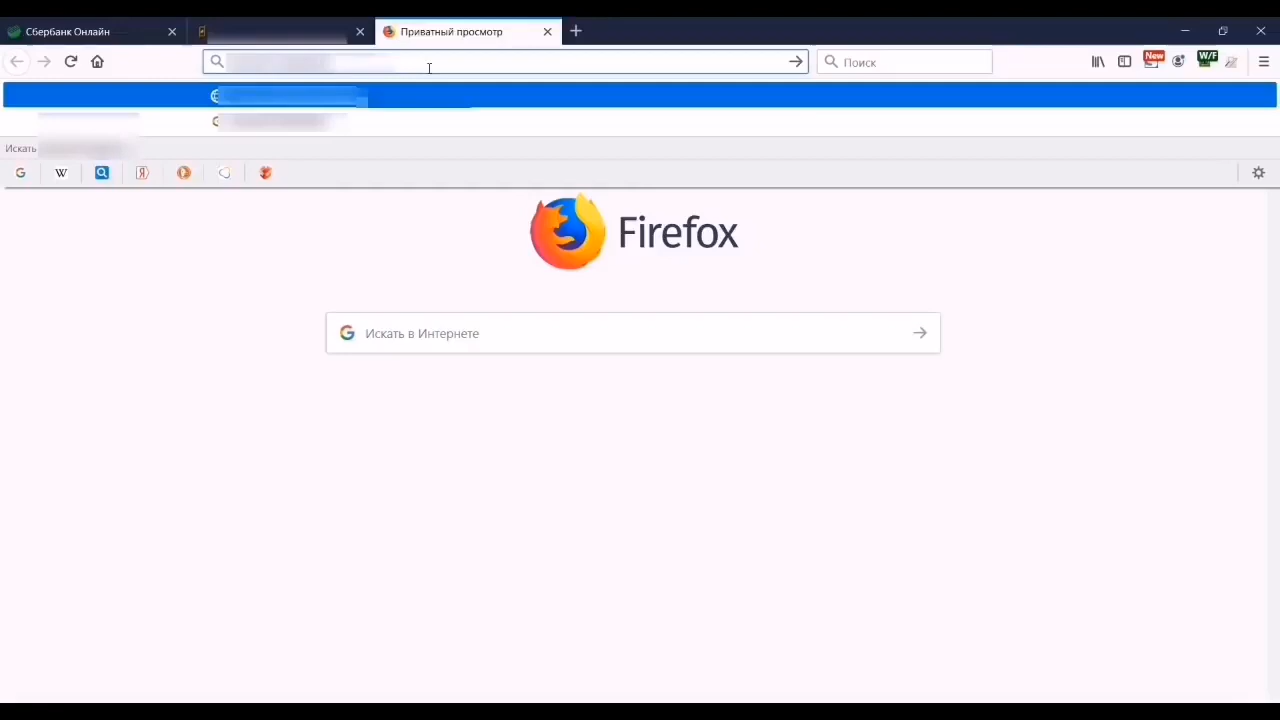 Сбербанк Онлайн
Приватный просмотр
Поиск
New
W/F
Искать
G W Я
Firefox
G Искать в Интернете